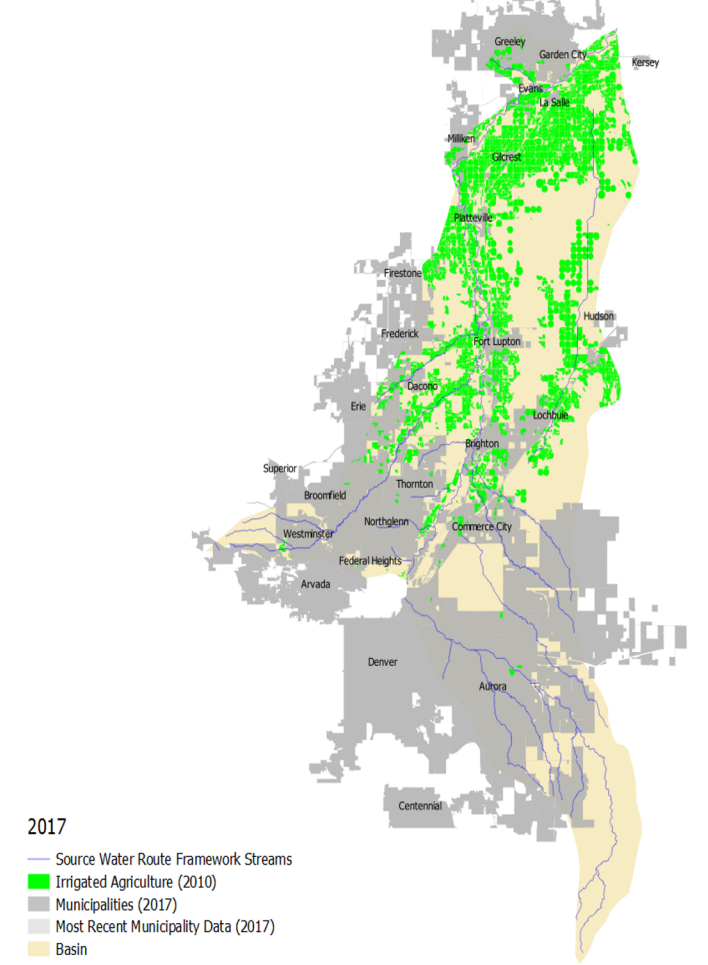 Greeley
Garden City
Kersey
Evans
La Salle
Milliken
Gilcrest
Platteville
Firestone
Hudson
Frederick
Fort Lupton
Dacono
Erie
Lochbuie
Brighton
Superior
Thornton
Broomfield
Northglenn
Commerce City
Westminster
Federal Heights
Arvada
Denver
Aurora
Centennial
2017
Source Water Route Framework Streams
Irrigated Agriculture (2010)
Municipalities (2017)
Most Recent Municipality Data (2017)
Basin